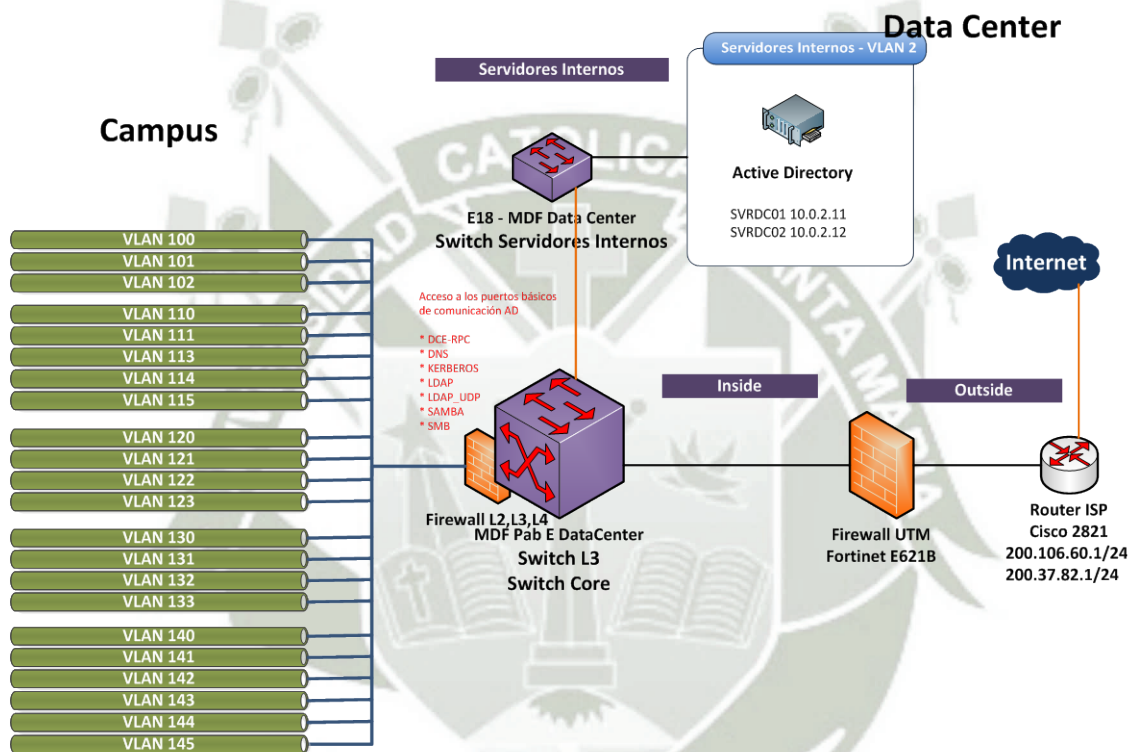 Data Center
Servidores Internos - VLAN 2
Servidores Internos
Campus
Active Directory
SVRDC01 10.0.2.11
SVRDC02 10.0.2.12
E18 - MDF Data Center
Switch Servidores Internos
Internet
VLAN 100
VLAN 101
VLAN 102
VLAN 110
VLAN 111
VLAN 113
VLAN 114
VLAN 115
VLAN 120
VLAN 121
VLAN 122
VLAN 123
VLAN 130
VLAN 131
VLAN 132
VLAN 133
VLAN 140
VLAN 141
VLAN 142
VLAN 143
VLAN 144
VLAN 145
Acceso a los puertos básicos
de comunicación AD
* DCE-RPC
* DNS
* KERBEROS
* LDAP
* LDAP_UDP
* SAMBA
* SMB
Inside
Outside
Firewall L2,L3,L4
MDF Pab E DataCenter
Switch L3
Switch Core
Firewall UTM
Fortinet E621B
Router ISP
Cisco 2821
200.106.60.1/24
200.37.82.1/24